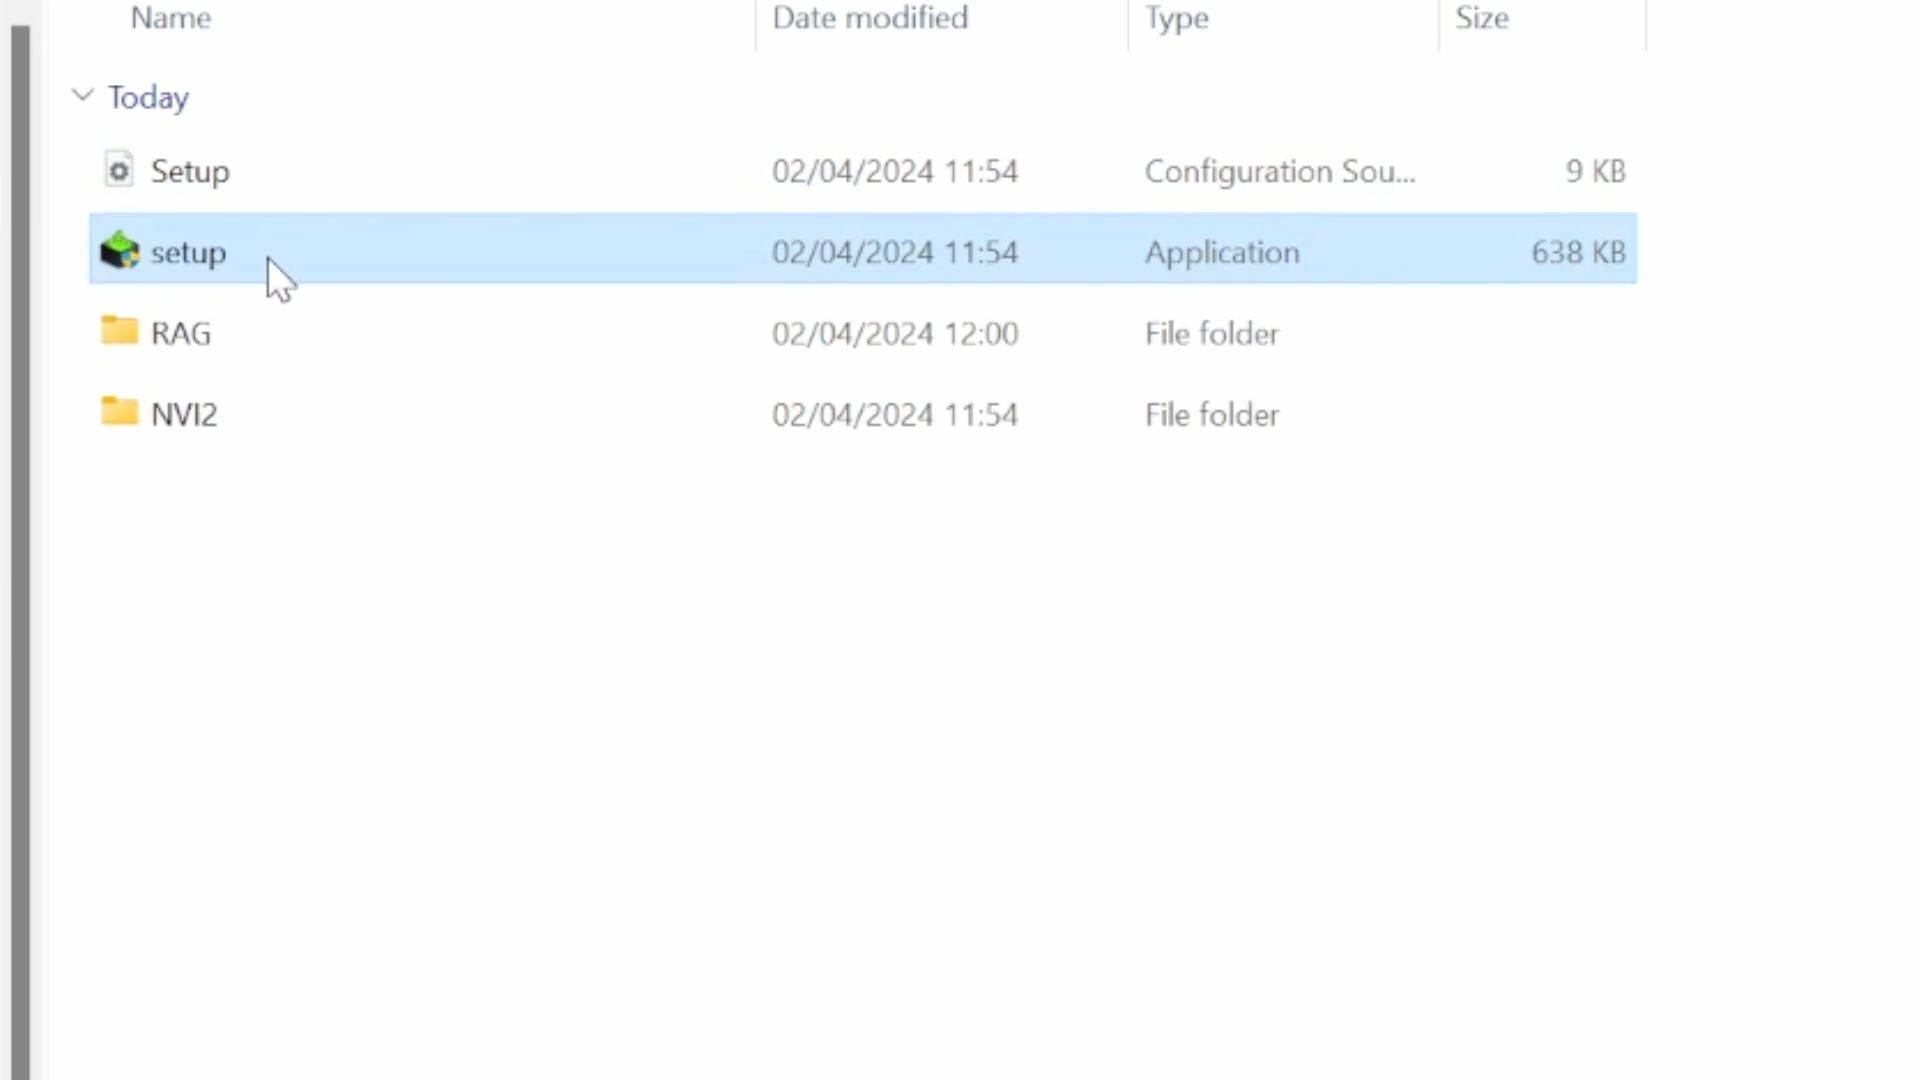 Name Date modified Type Size
Today
Setup 02/04/2024 11:54 Configuration Sou... 9 KB
setup 02/04/2024 11:54 Application 638 KB
RAG 02/04/2024 12:00 File folder
NVI2 02/04/2024 11:54 File folder